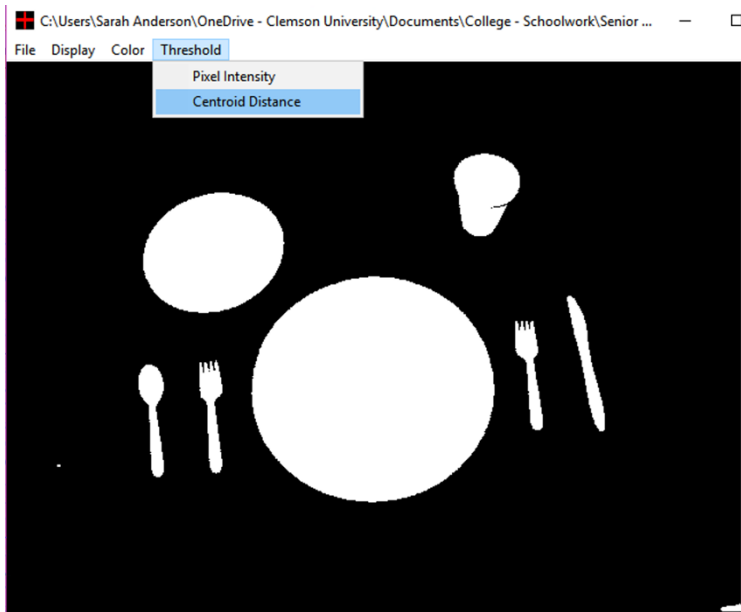 C:\Users\Sarah Anderson\OneDrive - Clemson University\Documents\College - Schoolwork\Senior ...
File Display Color Threshold
Pixel Intensity
Centroid Distance